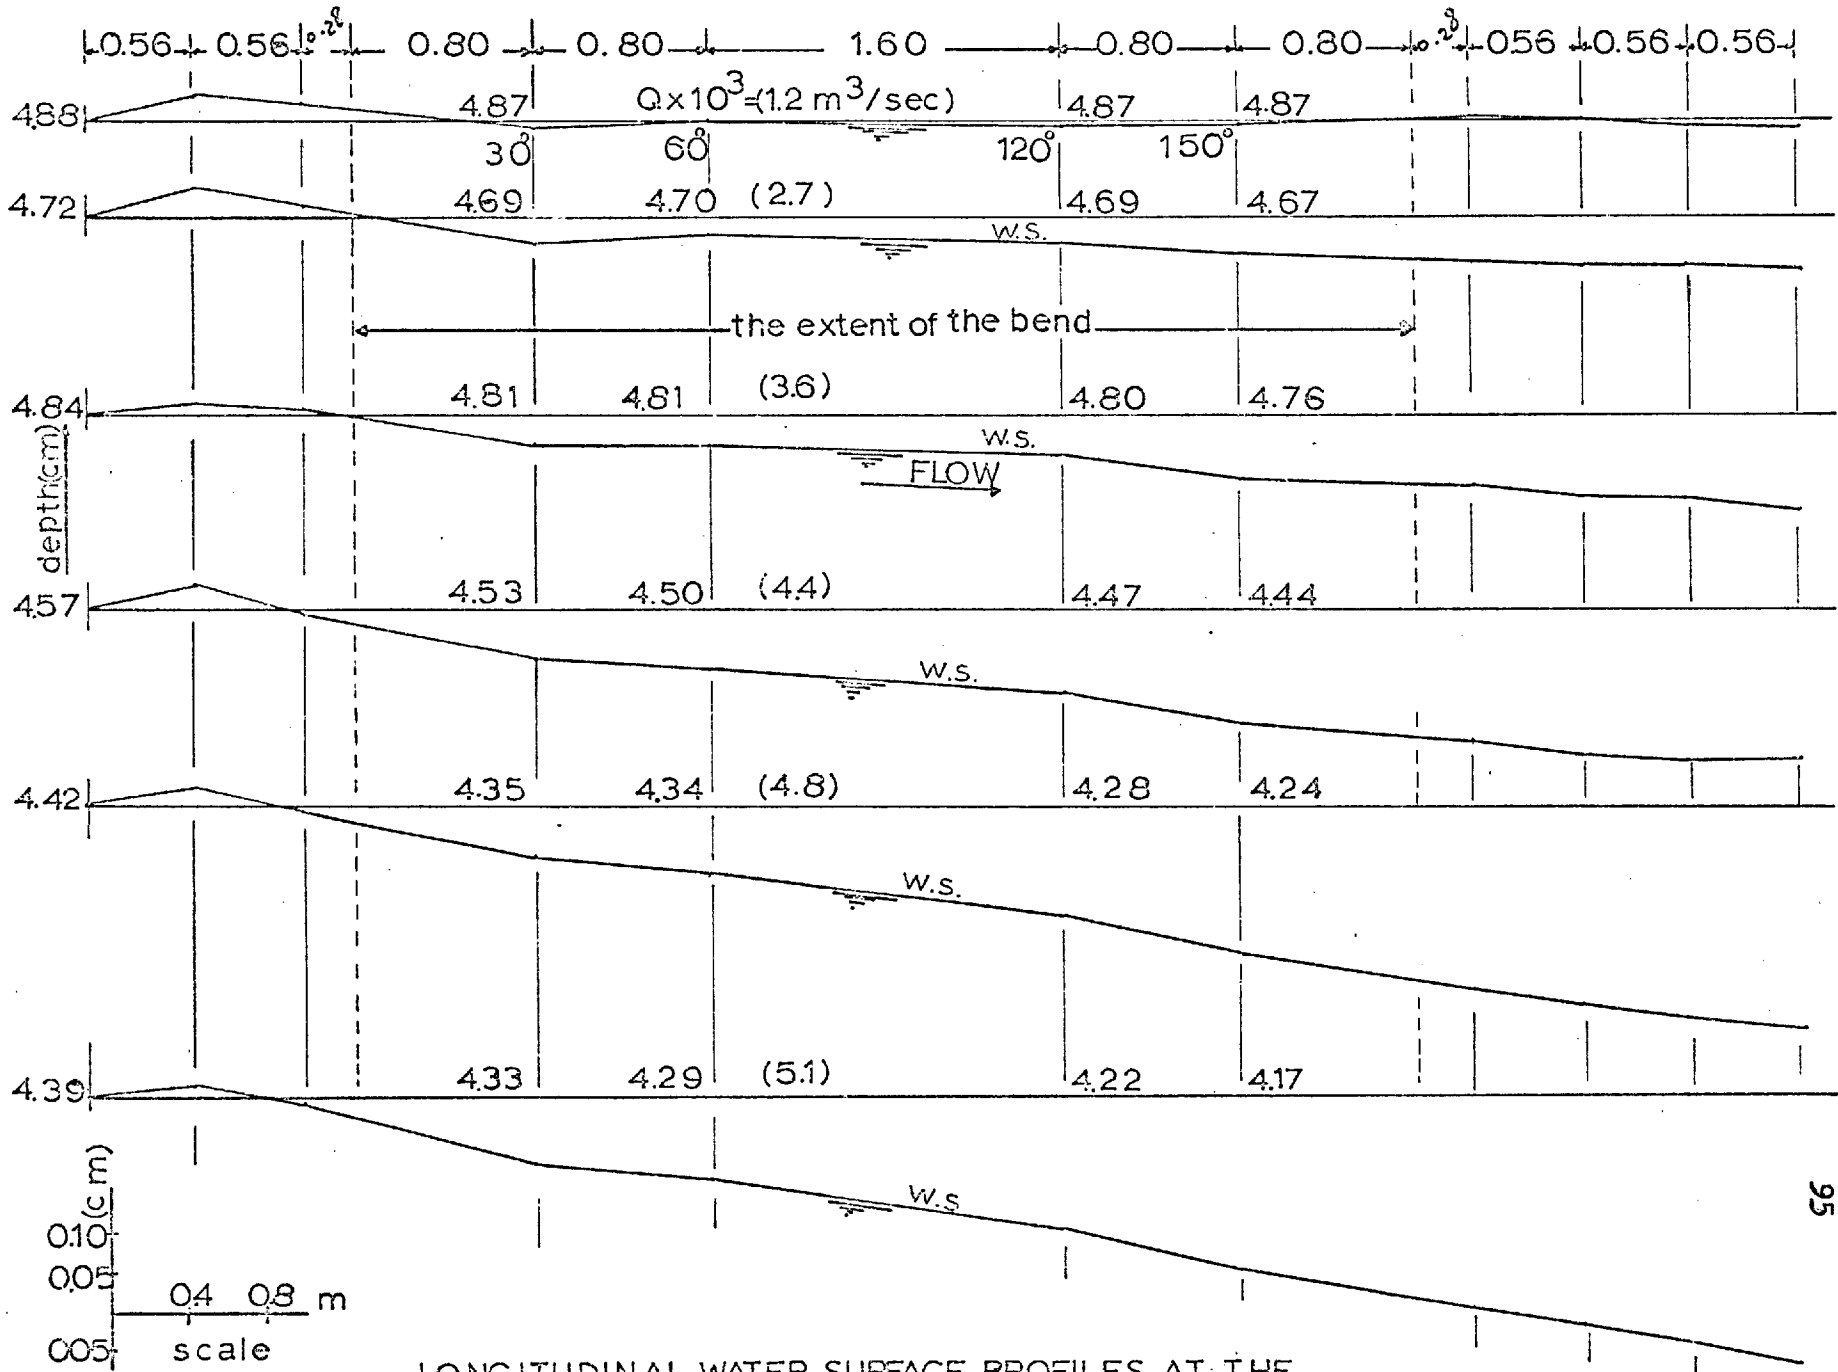 0.56 0.56 0.28 0.80 0.80 1.60 0.80 0.80 0.28 0.56 0.56 0.56
4.88 4.87 Q x 10³ = (1.2 m³/sec) 4.87 4.87
30° 60° 120° 150°
4.72 4.69 4.70 (2.7) 4.69 4.67
W.S.
the extent of the bend
4.84 4.81 4.81 (3.6) 4.80 4.76
W.S.
FLOW
depth(cm)
4.57 4.53 4.50 (4.4) 4.47 4.44
W.S.
4.42 4.35 4.34 (4.8) 4.28 4.24
W.S.
4.39 4.33 4.29 (5.1) 4.22 4.17
W.S
95
(cm)
0.10
0.05
0.4 0.8 m
scale
0.05
LONGITUDINAL WATER SURFACE PROFILES AT THE